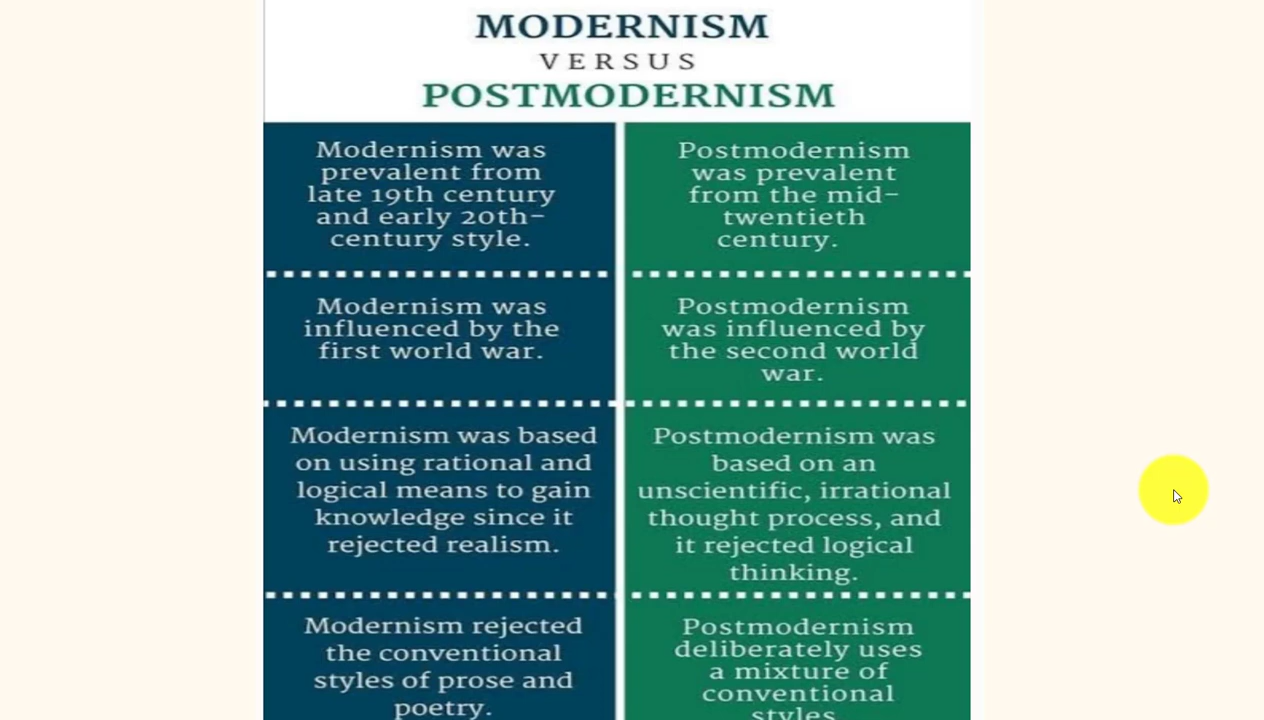 MODERNISM
VERSUS
POSTMODERNISM
Modernism was
prevalent from
late 19th century
and early 20th-
century style.
Postmodernism
was prevalent
from the mid-
twentieth
century.
Modernism was
influenced by the
first world war.
Postmodernism
was influenced by
the second world
war.
Modernism was based
on using rational and
logical means to gain
knowledge since it
rejected realism.
Postmodernism was
based on an
unscientific, irrational
thought process, and
it rejected logical
thinking.
Modernism rejected
the conventional
styles of prose and
poetry.
Postmodernism
deliberately uses
a mixture of
conventional
styles